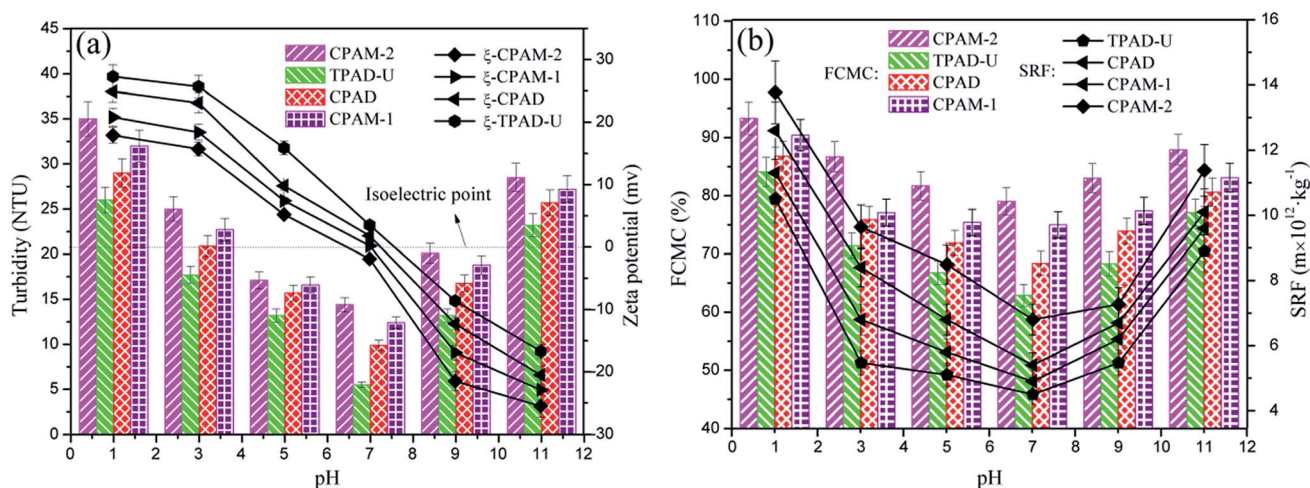 (a)
Turbidity (NTU)
45
40
35
30
25
20
15
10
5
0
CPAM-2
TPAD-U
CPAD
CPAM-1
ξ-CPAM-2
ξ-CPAM-1
ξ-CPAD
ξ-TPAD-U
Isoelectric point
30
20
10
0
10
20
30
Zeta potential (mv)
0 1 2 3 4 5 6 7 8 9 10 11 12
pH
(b)
FCMC (%)
110
100
90
80
70
60
50
40
FCMC:
CPAM-2
TPAD-U
CPAD
CPAM-1
SRF:
TPAD-U
CPAD
CPAM-1
CPAM-2
16
14
12
10
8
6
4
SRF (m×10¹²·kg⁻¹)
0 1 2 3 4 5 6 7 8 9 10 11 12
pH